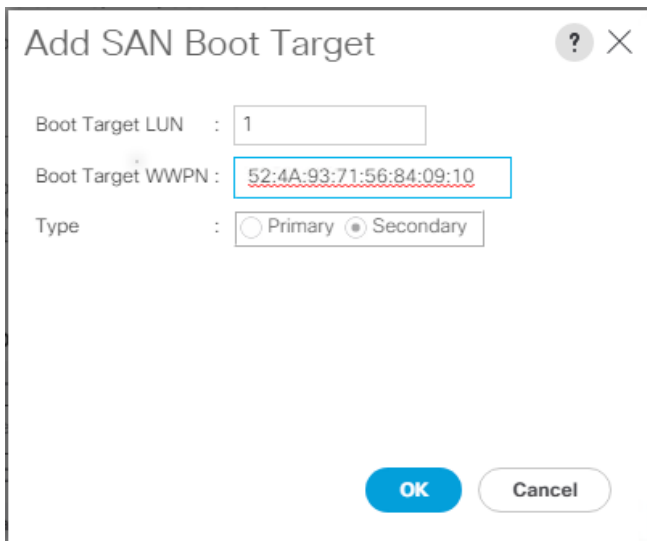 Add SAN Boot Target ?
Boot Target LUN : 1
Boot Target WWPN : 52:4A:93:71:56:84:09:10
Type : Primary Secondary
OK Cancel